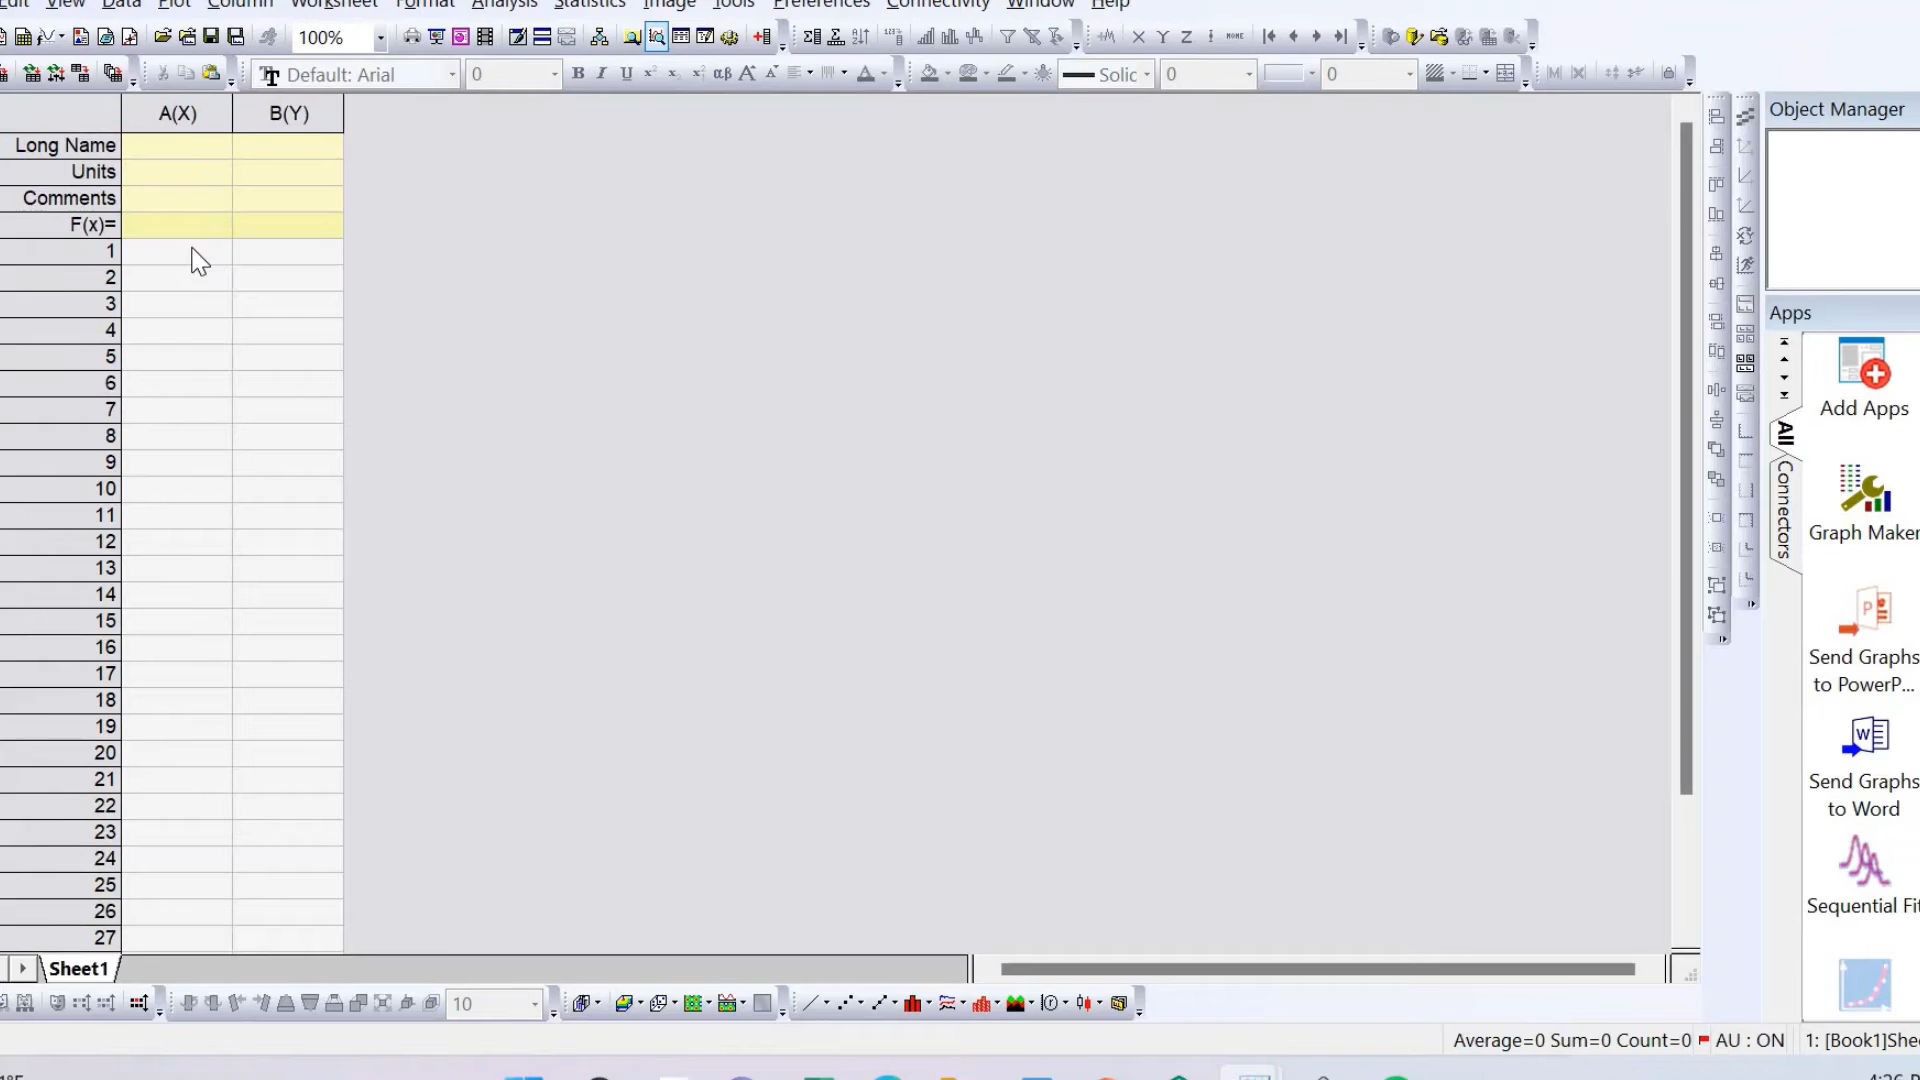 Edit View Data Plot Column Worksheet Format Analysis Statistics Image Tools Preferences Connectivity Window Help
100%
Default: Arial 0 B I U Solic 0 0
A(X) B(Y)
Long Name
Units
Comments
F(x)=
1
2
3
4
5
6
7
8
9
10
11
12
13
14
15
16
17
18
19
20
21
22
23
24
25
26
27
Sheet1
10
Object Manager
Apps
All
Connectors
Add Apps
Graph Maker
Send Graphs
to PowerP...
Send Graphs
to Word
Sequential Fit
Average=0 Sum=0 Count=0 AU : ON 1: [Book1]Shee